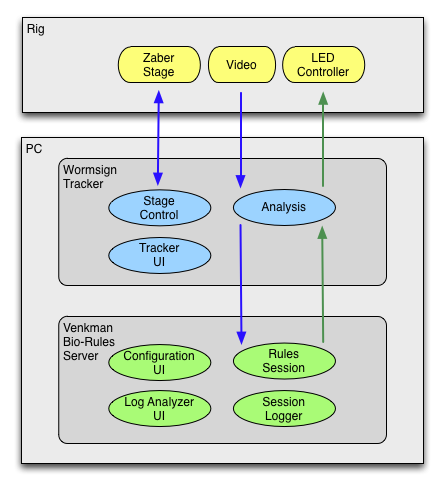 Rig
Zaber
Stage
Video
LED
Controller
PC
Wormsign
Tracker
Stage
Control
Analysis
Tracker
UI
Venkman
Bio-Rules
Server
Configuration
UI
Rules
Session
Log Analyzer
UI
Session
Logger